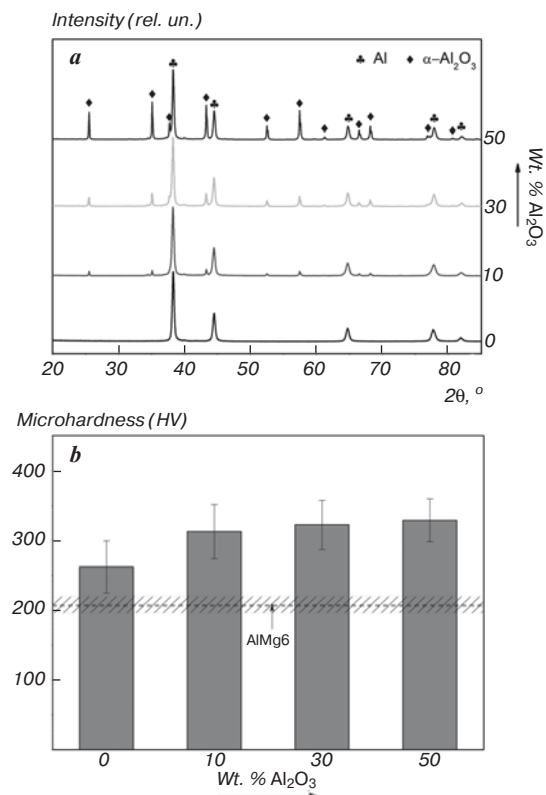 Intensity (rel. un.)
a
♣ Al ♦ α–Al₂O₃
50
30
10
0
Wt. % Al₂O₃
20 30 40 50 60 70 80
2θ, °
Microhardness (HV)
b
400
300
200
100
AlMg6
0 10 30 50
Wt. % Al₂O₃